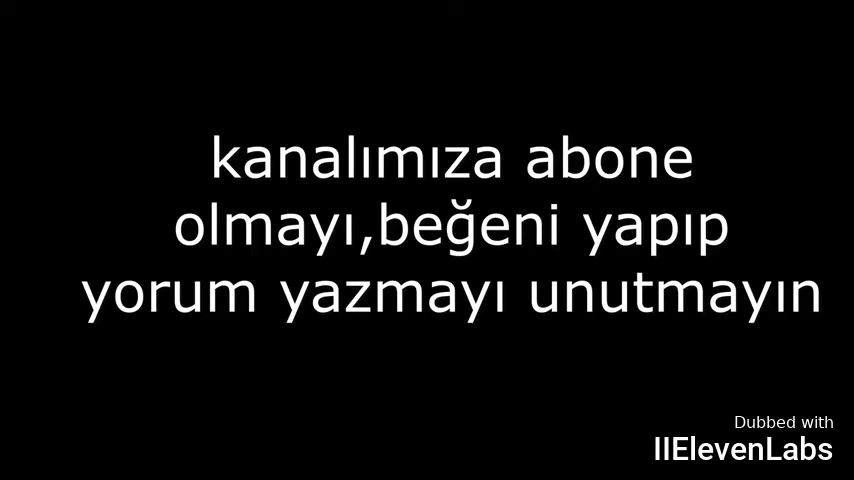 kanalımıza abone
olmayı,beğeni yapıp
yorum yazmayı unutmayın
Dubbed with
IIElevenLabs